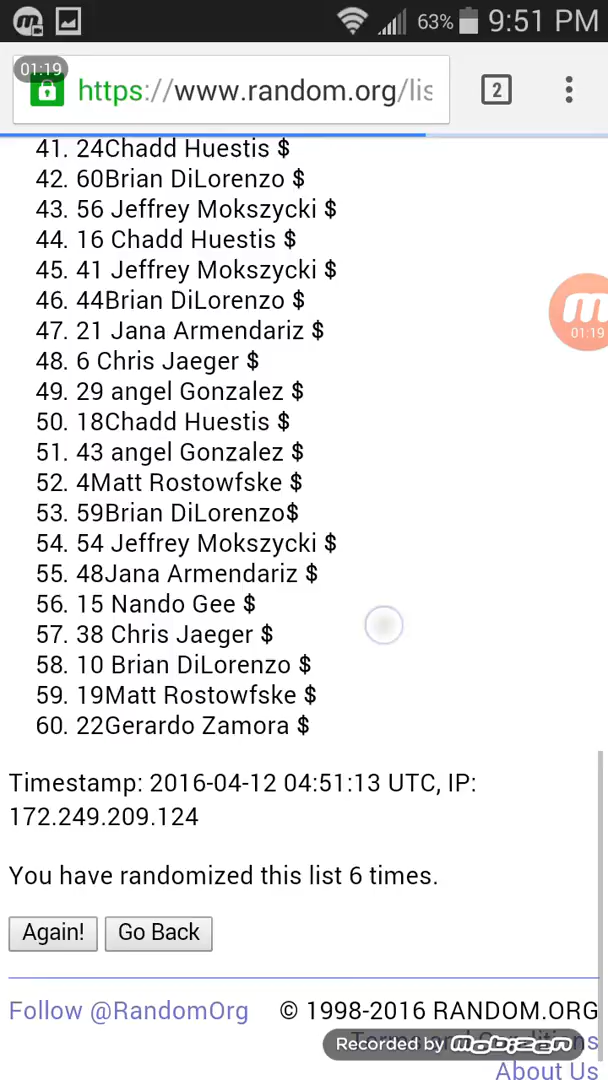 63% 9:51 PM
01:19
https://www.random.org/lis
2
41. 24Chadd Huestis $
42. 60Brian DiLorenzo $
43. 56 Jeffrey Mokszycki $
44. 16 Chadd Huestis $
45. 41 Jeffrey Mokszycki $
46. 44Brian DiLorenzo $
47. 21 Jana Armendariz $
01:19
48. 6 Chris Jaeger $
49. 29 angel Gonzalez $
50. 18Chadd Huestis $
51. 43 angel Gonzalez $
52. 4Matt Rostowfske $
53. 59Brian DiLorenzo$
54. 54 Jeffrey Mokszycki $
55. 48Jana Armendariz $
56. 15 Nando Gee $
57. 38 Chris Jaeger $
58. 10 Brian DiLorenzo $
59. 19Matt Rostowfske $
60. 22Gerardo Zamora $
Timestamp: 2016-04-12 04:51:13 UTC, IP:
172.249.209.124
You have randomized this list 6 times.
Again! Go Back
Follow @RandomOrg © 1998-2016 RANDOM.ORG
Terms and Conditions
Recorded by mobizen
About Us